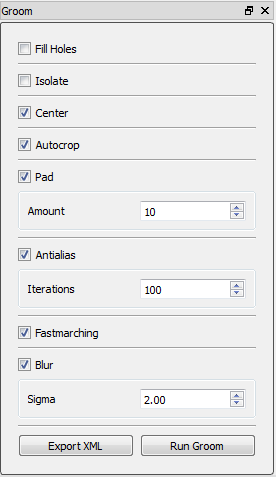 Groom
Fill Holes
Isolate
Center
Autocrop
Pad
Amount 10
Antialias
Iterations 100
Fastmarching
Blur
Sigma 2.00
Export XML Run Groom